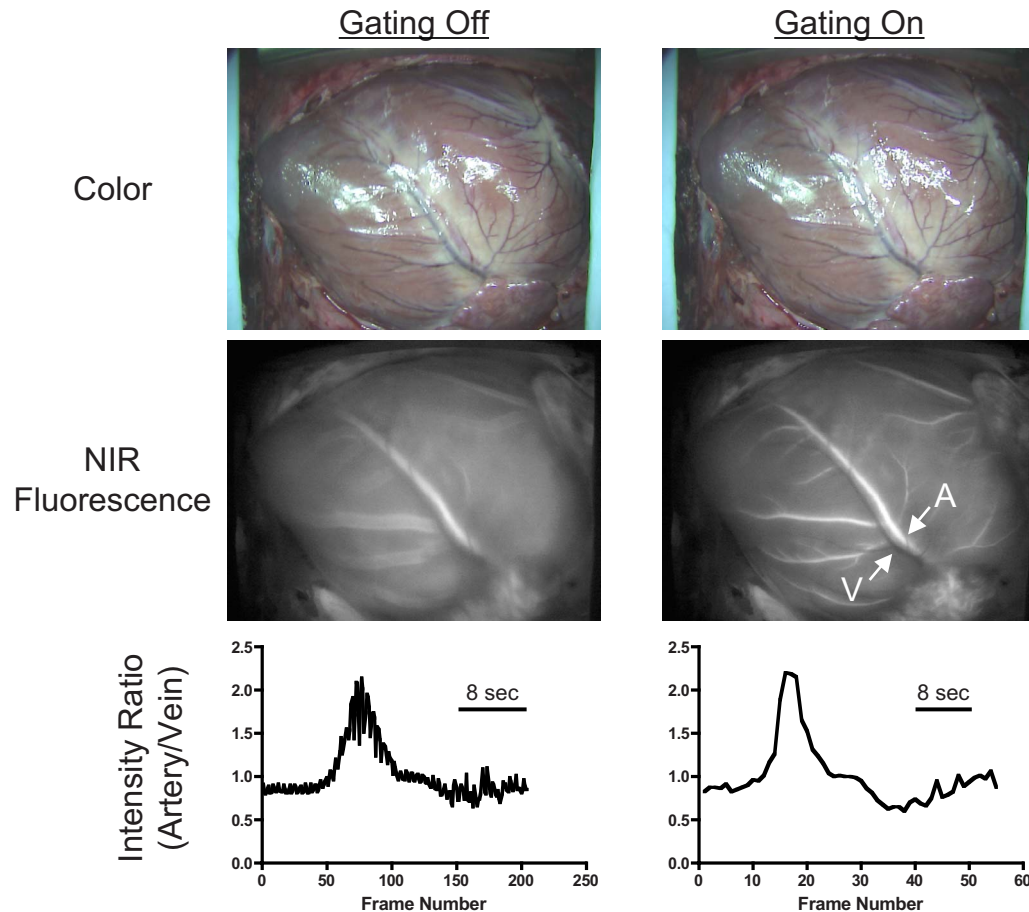 Gating Off
Gating On
Color
NIR
Fluorescence
A
V
Intensity Ratio
(Artery/Vein)
2.5
2.0
1.5
1.0
0.5
0.0
8 sec
0
50
100
150
200
250
Frame Number
2.5
2.0
1.5
1.0
0.5
0.0
8 sec
0
10
20
30
40
50
60
Frame Number